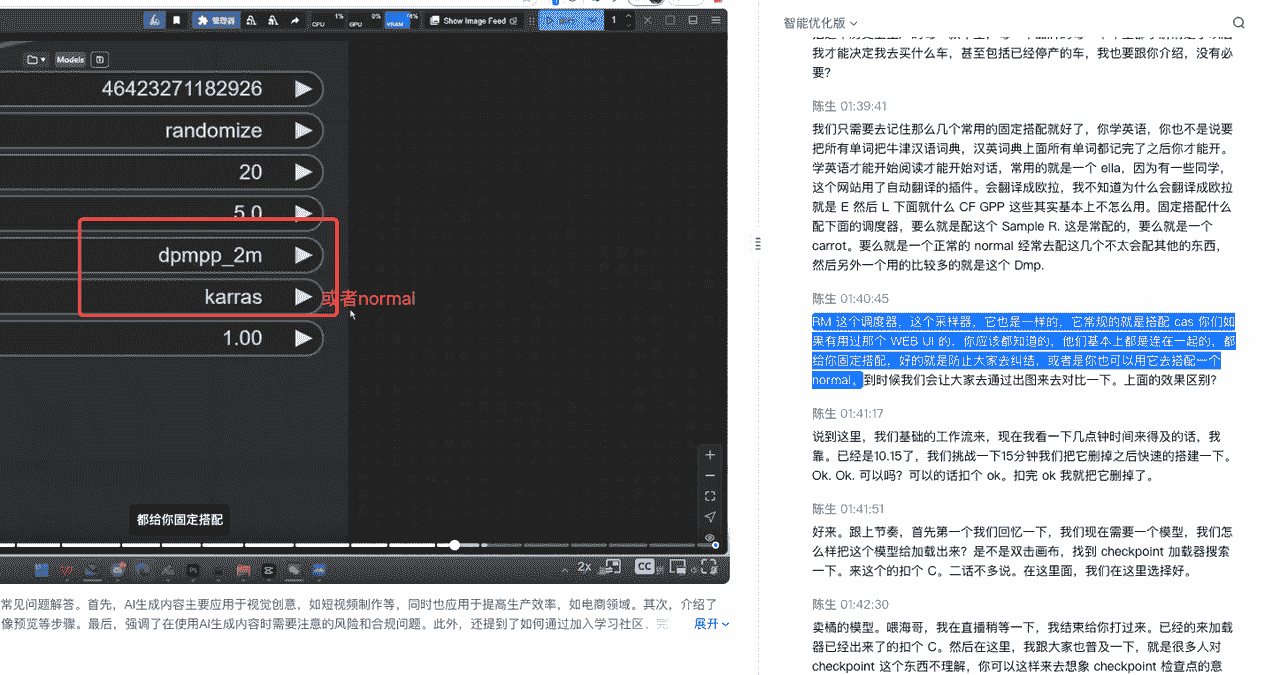 管理器
CPU
1%
GPU
0%
VRAM
Show Image Feed
1
Models
46423271182926
randomize
20
5.0
dpmpp_2m
karras
或者normal
1.00
都给你固定搭配
2x
CC
常见问题解答。首先，AI生成内容主要应用于视觉创意，如短视频制作等，同时也应用于提高生产效率，如电商领域。其次，介绍了
像预览等步骤。最后，强调了在使用AI生成内容时需要注意的风险和合规问题。此外，还提到了如何通过加入学习社区、完
展开
智能优化版
我才能决定我去买什么车，甚至包括已经停产的车，我也要跟你介绍，没有必
要?
陈生 01:39:41
我们只需要去记住那么几个常用的固定搭配就好了，你学英语，你也不是说要
把所有单词把牛津汉语词典，汉英词典上面所有单词都记完了之后你才能开。
学英语才能开始阅读才能开始对话，常用的就是一个 ella，因为有一些同学，
这个网站用了自动翻译的插件。会翻译成欧拉，我不知道为什么会翻译成欧拉
就是 E 然后 L 下面就什么 CF GPP 这些其实基本上不怎么用。固定搭配什么
配下面的调度器，要么就是配这个 Sample R. 这是常配的，要么就是一个
carrot。要么就是一个正常的 normal 经常去配这几个不太会配其他的东西，
然后另外一个用的比较多的就是这个 Dmp.
陈生 01:40:45
RM 这个调度器，这个采样器，它也是一样的，它常规的就是搭配 cas 你们如
果有用过那个 WEB UI 的，你应该都知道的，他们基本上都是连在一起的，都
给你固定搭配，好的就是防止大家去纠结，或者是你也可以用它去搭配一个
normal。到时候我们会让大家去通过出图来去对比一下。上面的效果区别?
陈生 01:41:17
说到这里，我们基础的工作流来，现在我看一下几点钟时间来得及的话，我
靠。已经是10.15了，我们挑战一下15分钟我们把它删掉之后快速的搭建一下。
Ok. Ok. 可以吗？可以的话扣个 ok。扣完 ok 我就把它删掉了。
陈生 01:41:51
好来。跟上节奏，首先第一个我们回忆一下，我们现在需要一个模型，我们怎
么样把这个模型给加载出来？是不是双击画布，找到 checkpoint 加载器搜索
一下。来这个的扣个 C。二话不多说。在这里面，我们在这里选择好。
陈生 01:42:30
卖橘的模型。喂海哥，我在直播稍等一下，我结束给你打过来。已经的来加载
器已经出来了的扣个 C。然后在这里，我跟大家也普及一下，就是很多人对
checkpoint 这个东西不理解，你可以这样来去想象 checkpoint 检查点的意